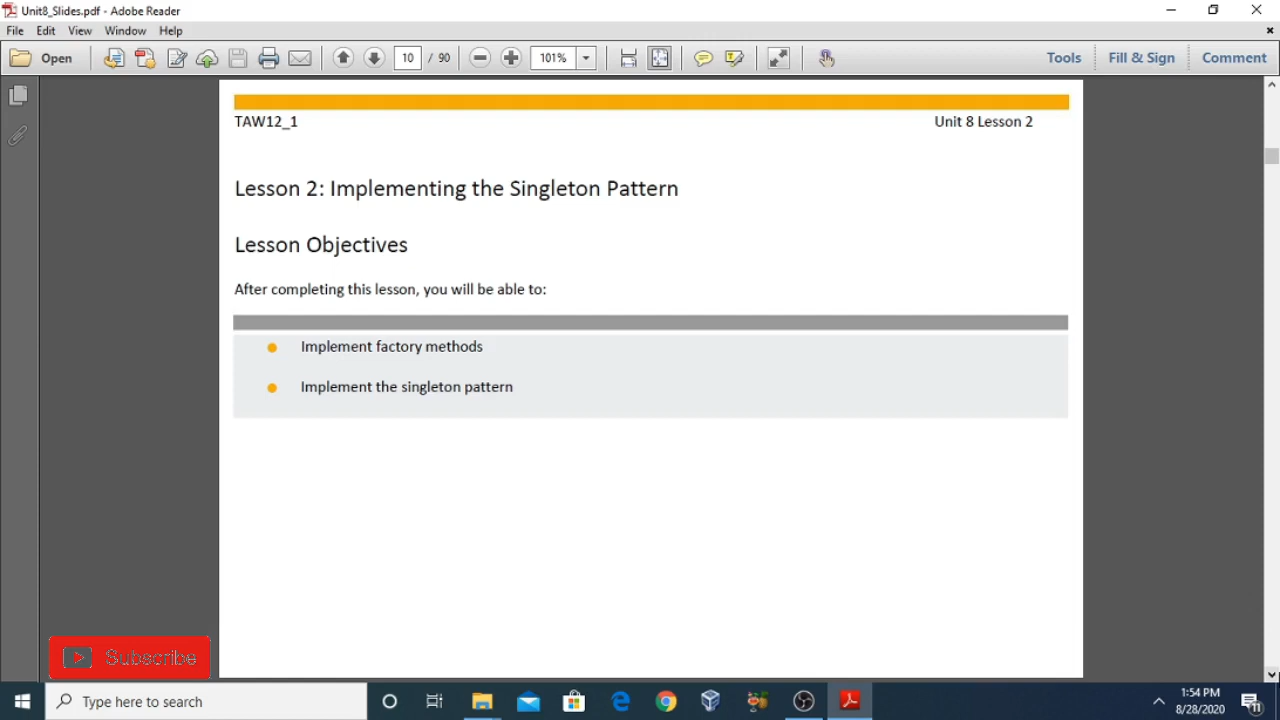 Unit8_Slides.pdf - Adobe Reader
File Edit View Window Help
Open 10 / 90 101% Tools Fill & Sign Comment
TAW12_1 Unit 8 Lesson 2
Lesson 2: Implementing the Singleton Pattern
Lesson Objectives
After completing this lesson, you will be able to:
Implement factory methods
Implement the singleton pattern
Subscribe
Type here to search
1:54 PM
8/28/2020
11